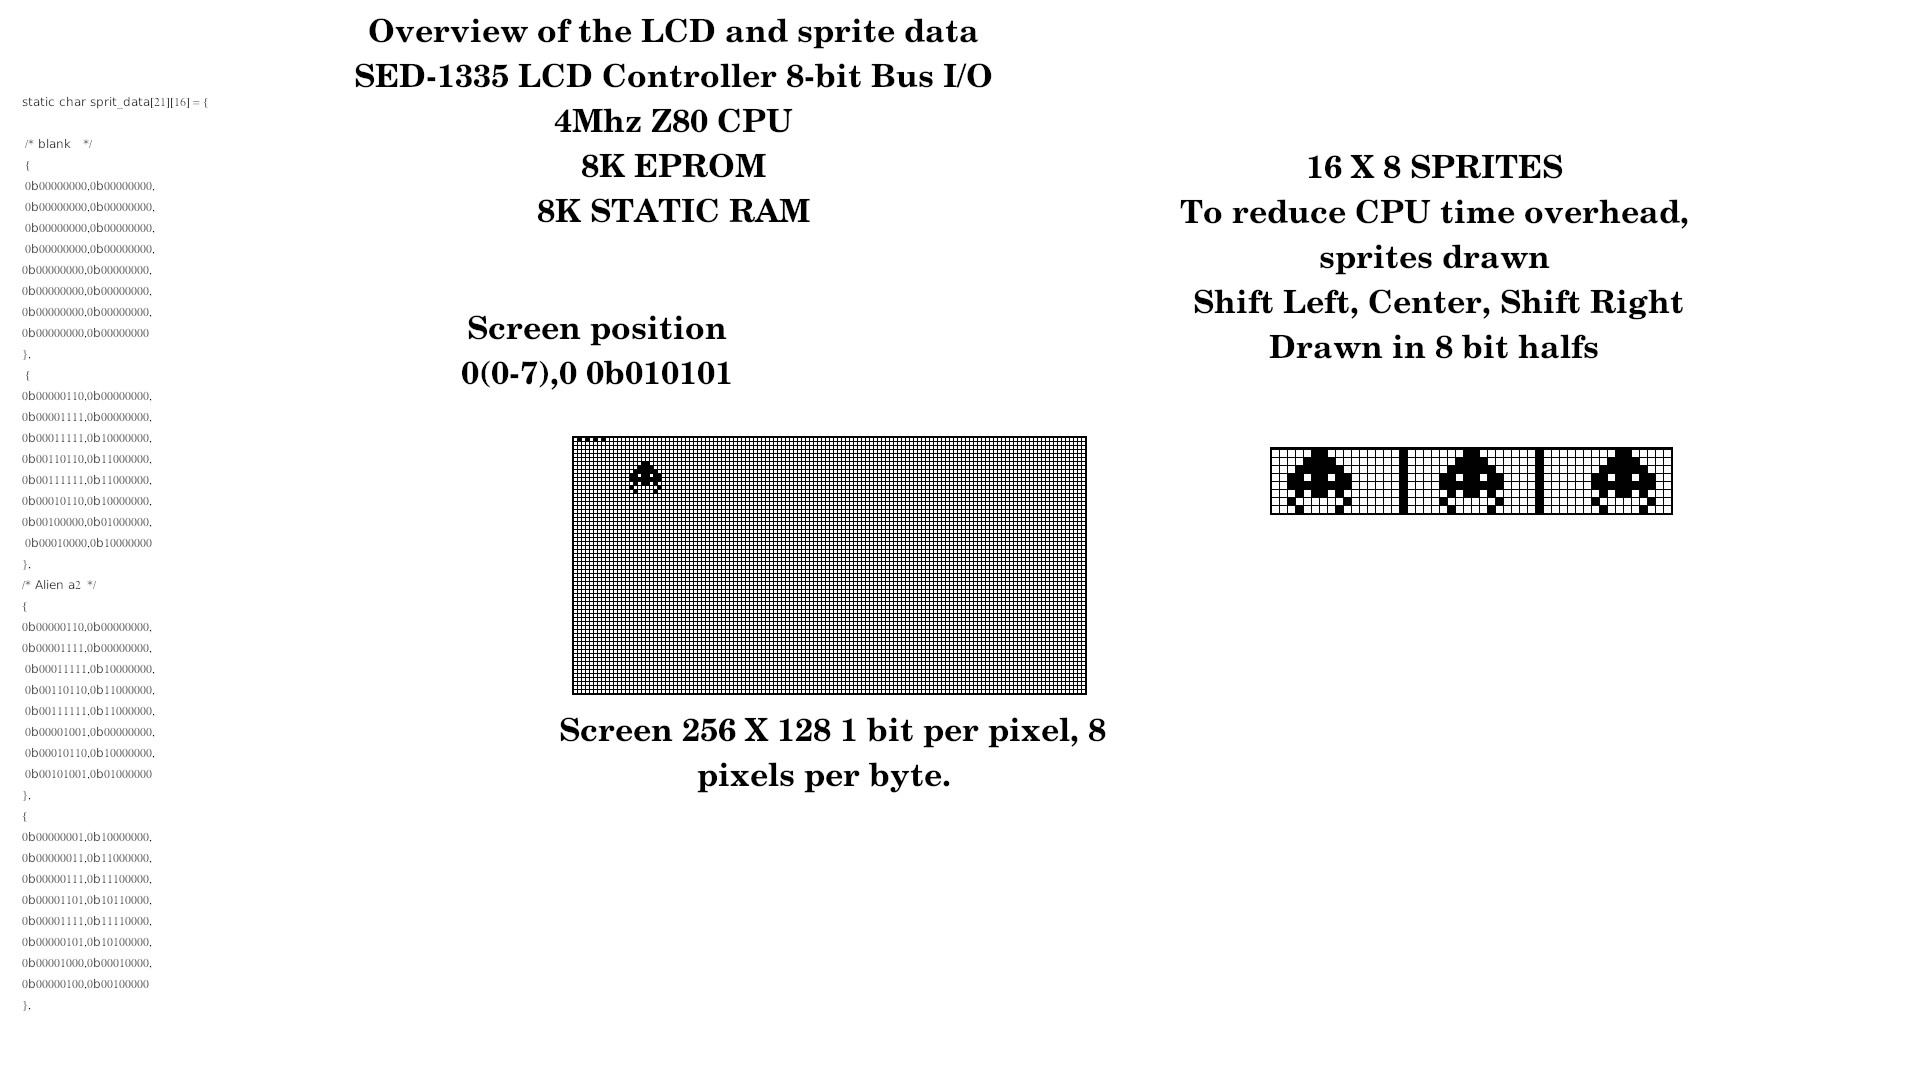 Overview of the LCD and sprite data
SED-1335 LCD Controller 8-bit Bus I/O
4Mhz Z80 CPU
8K EPROM
8K STATIC RAM
static char sprit_data[21][16] = {
/* blank   */
{
0b00000000,0b00000000,
0b00000000,0b00000000,
0b00000000,0b00000000,
0b00000000,0b00000000,
0b00000000,0b00000000,
0b00000000,0b00000000,
0b00000000,0b00000000,
0b00000000,0b00000000
},
{
0b00000110,0b00000000,
0b00001111,0b00000000,
0b00011111,0b10000000,
0b00110110,0b11000000,
0b00111111,0b11000000,
0b00010110,0b10000000,
0b00100000,0b01000000,
0b00010000,0b10000000
},
/* Alien a2  */
{
0b00000110,0b00000000,
0b00001111,0b00000000,
0b00011111,0b10000000,
0b00110110,0b11000000,
0b00111111,0b11000000,
0b00001001,0b00000000,
0b00010110,0b10000000,
0b00101001,0b01000000
},
{
0b00000001,0b10000000,
0b00000011,0b11000000,
0b00000111,0b11100000,
0b00001101,0b10110000,
0b00001111,0b11110000,
0b00000101,0b10100000,
0b00001000,0b00010000,
0b00000100,0b00100000
},
Screen position
0(0-7),0 0b010101
Screen 256 X 128 1 bit per pixel, 8
pixels per byte.
16 X 8 SPRITES
To reduce CPU time overhead,
sprites drawn
Shift Left, Center, Shift Right
Drawn in 8 bit halfs